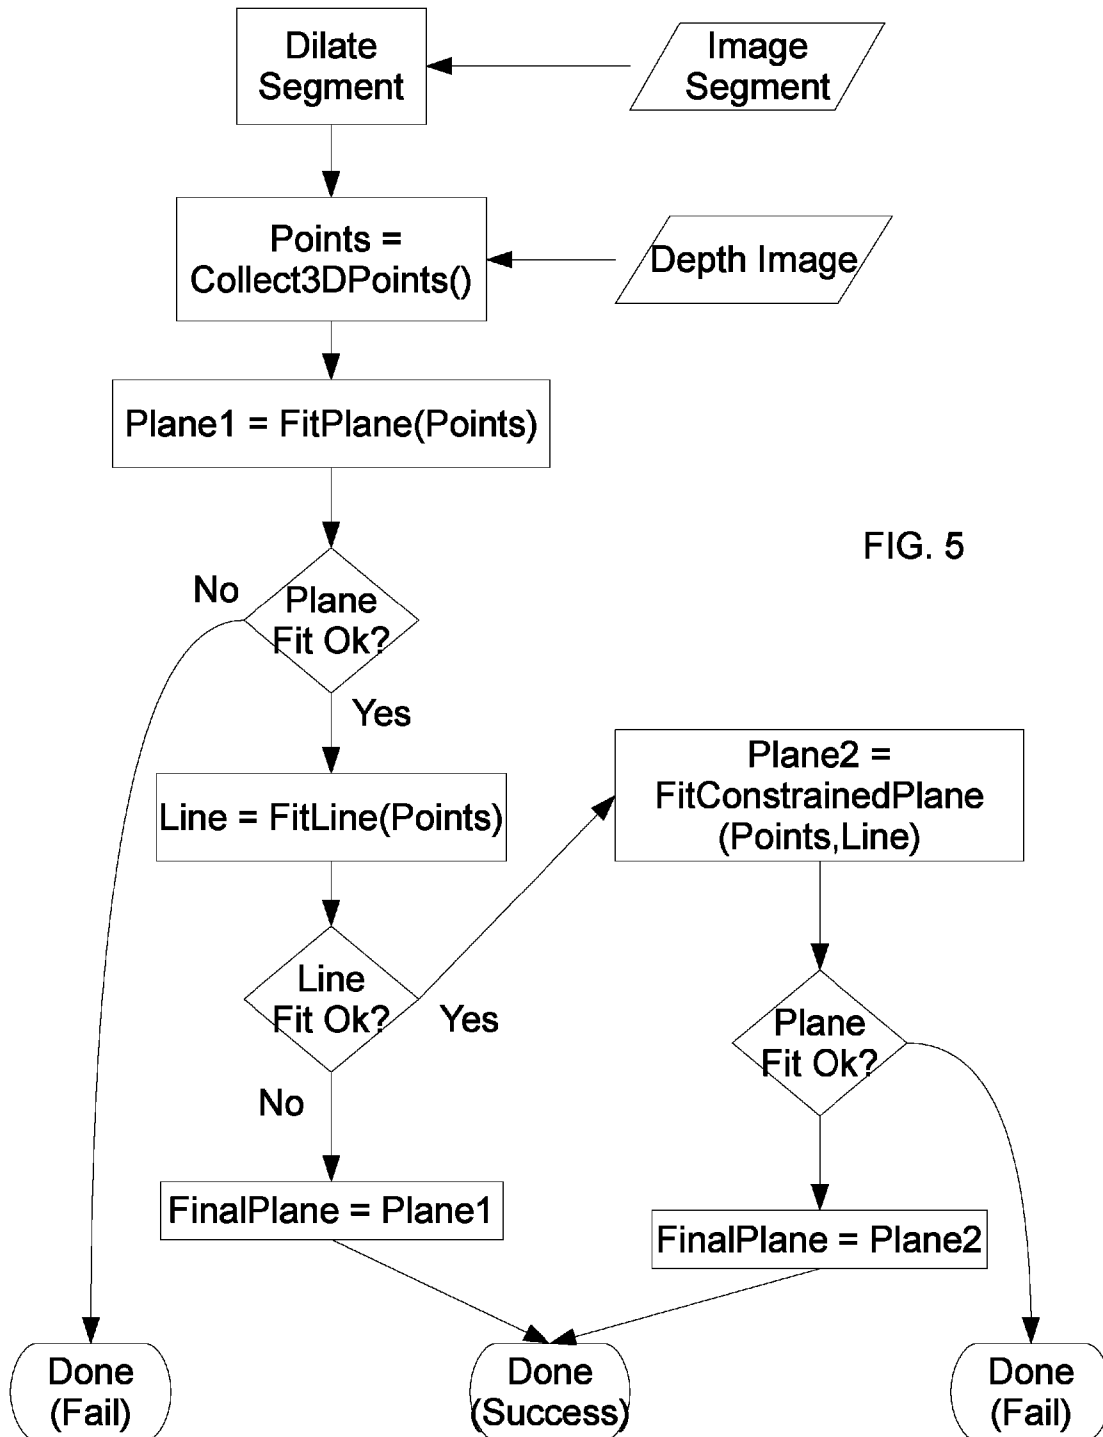 Dilate
Segment
Image
Segment
Points =
Collect3DPoints()
Depth Image
Plane1 = FitPlane(Points)
FIG. 5
No
Plane
Fit Ok?
Yes
Line = FitLine(Points)
Plane2 =
FitConstrainedPlane
(Points,Line)
Line
Fit Ok?
Yes
No
Plane
Fit Ok?
FinalPlane = Plane1
FinalPlane = Plane2
Done
(Fail)
Done
(Success)
Done
(Fail)